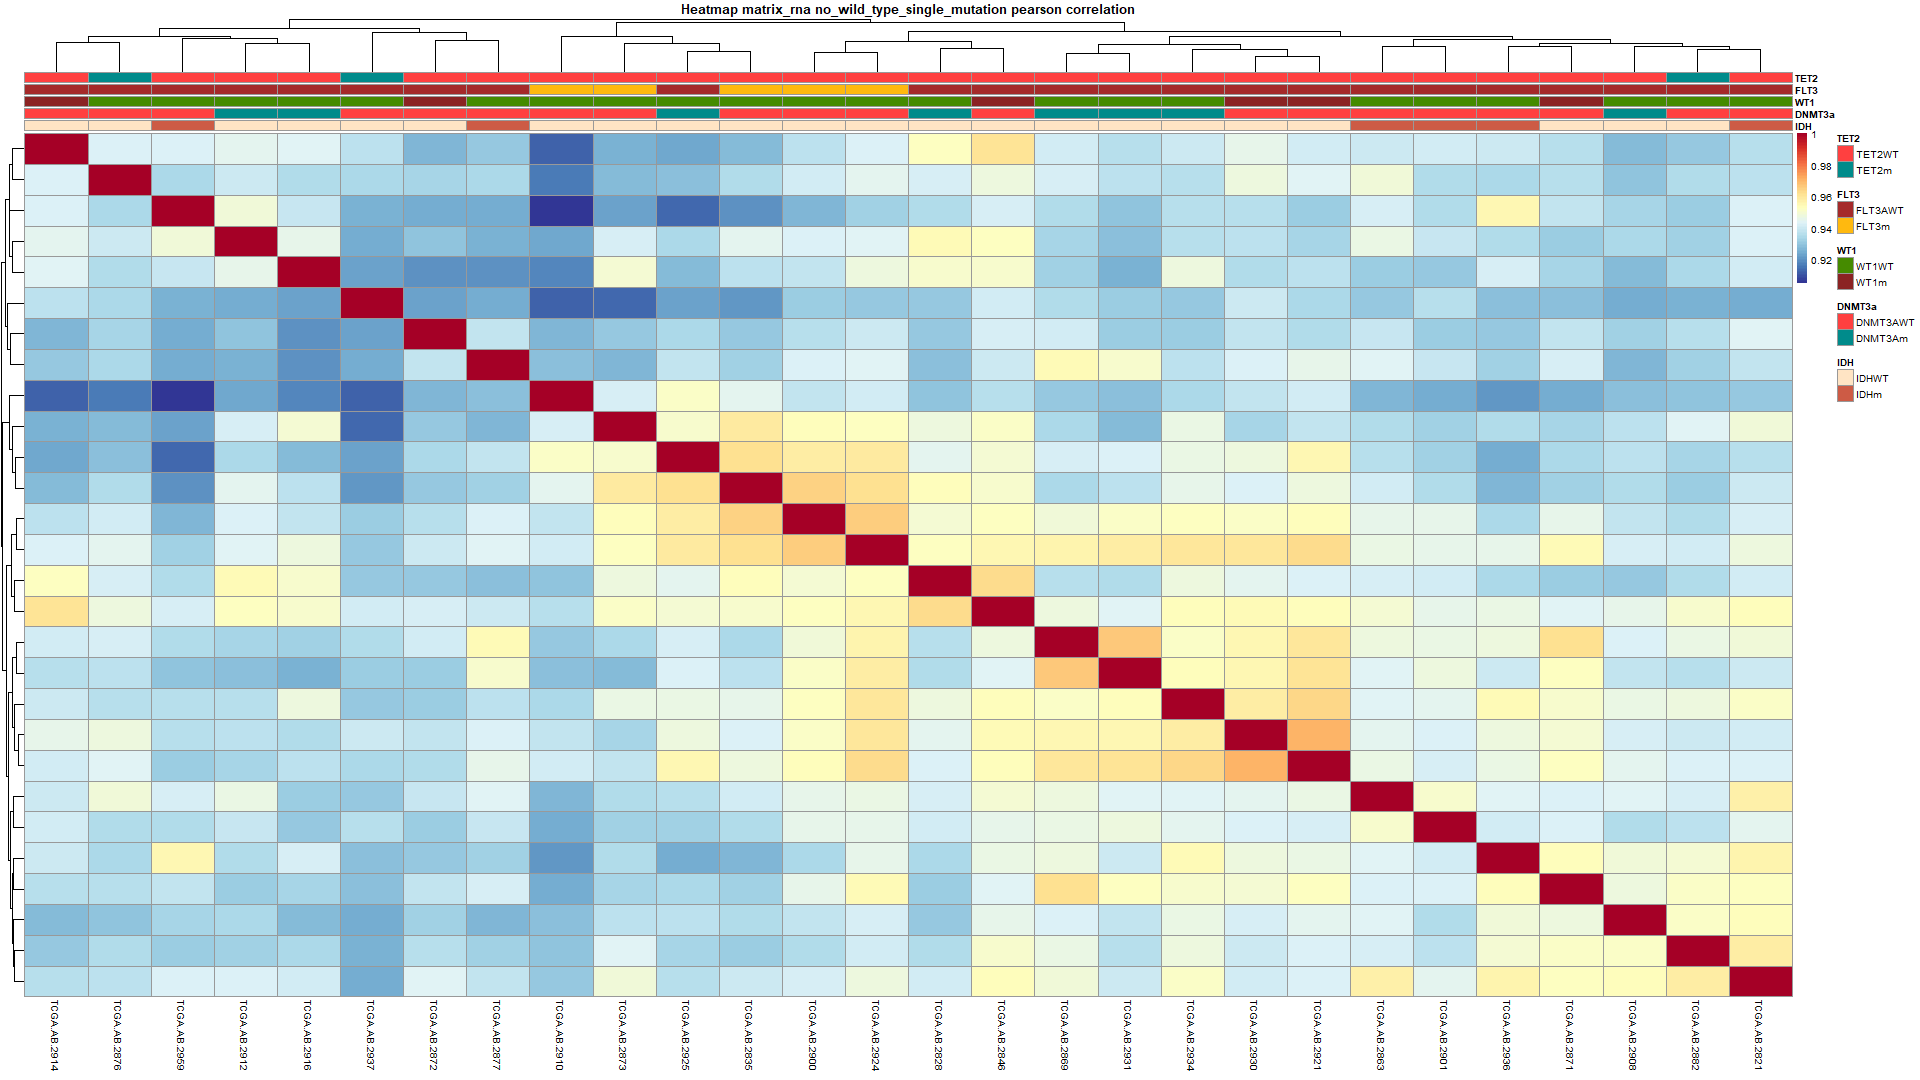 Heatmap matrix_rna no_wild_type_single_mutation pearson correlation
TET2
FLT3
WT1
DNMT3a
IDH
1
0.98
0.96
0.94
0.92
TET2
TET2WT
TET2m
FLT3
FLT3AWT
FLT3m
WT1
WT1WT
WT1m
DNMT3a
DNMT3AWT
DNMT3Am
IDH
IDHWT
IDHm
TCGA.AB.2914
TCGA.AB.2876
TCGA.AB.2959
TCGA.AB.2912
TCGA.AB.2916
TCGA.AB.2937
TCGA.AB.2872
TCGA.AB.2877
TCGA.AB.2910
TCGA.AB.2873
TCGA.AB.2925
TCGA.AB.2835
TCGA.AB.2900
TCGA.AB.2924
TCGA.AB.2828
TCGA.AB.2846
TCGA.AB.2869
TCGA.AB.2931
TCGA.AB.2934
TCGA.AB.2930
TCGA.AB.2921
TCGA.AB.2863
TCGA.AB.2901
TCGA.AB.2936
TCGA.AB.2871
TCGA.AB.2908
TCGA.AB.2882
TCGA.AB.2821